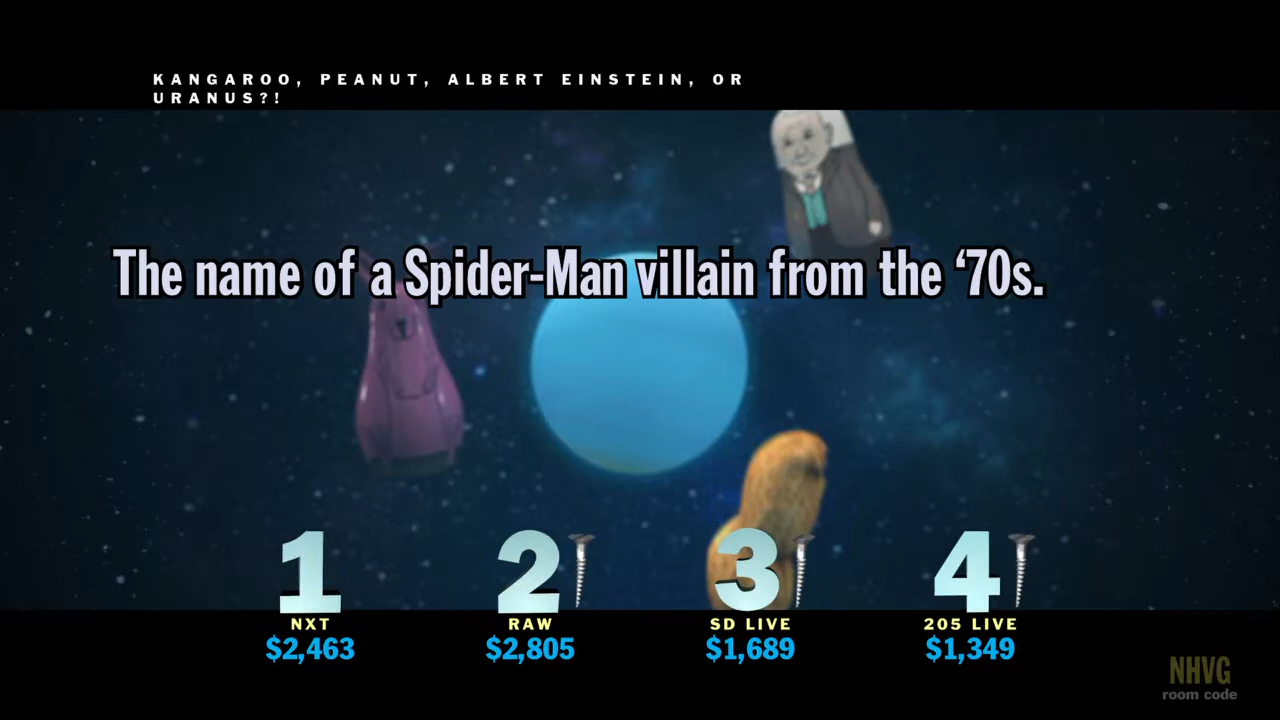 KANGAROO, PEANUT, ALBERT EINSTEIN, OR
URANUS?!
The name of a Spider-Man villain from the ‘70s.
1 2 3 4
NXT RAW SD LIVE 205 LIVE
$2,463 $2,805 $1,689 $1,349
NHVG
room code